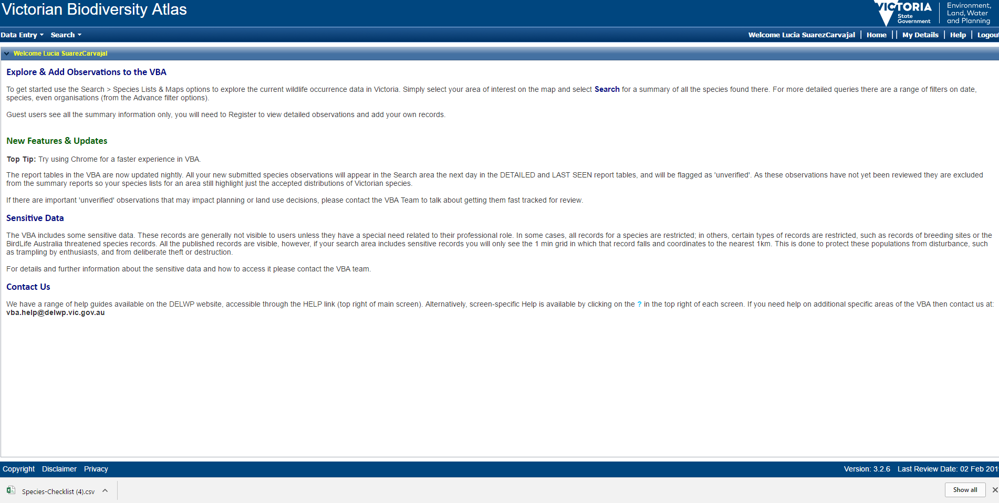 Victorian Biodiversity Atlas
VICTORIA
State
Government
Environment,
Land, Water
and Planning
Data Entry Search
Welcome Lucia SuarezCarvajal | Home || My Details | Help | Logout
Welcome Lucia SuarezCarvajal
Explore & Add Observations to the VBA
To get started use the Search > Species Lists & Maps options to explore the current wildlife occurrence data in Victoria. Simply select your area of interest on the map and select Search for a summary of all the species found there. For more detailed queries there are a range of filters on date,
species, even organisations (from the Advance filter options).
Guest users see all the summary information only, you will need to Register to view detailed observations and add your own records.
New Features & Updates
Top Tip: Try using Chrome for a faster experience in VBA.
The report tables in the VBA are now updated nightly. All your new submitted species observations will appear in the Search area the next day in the DETAILED and LAST SEEN report tables, and will be flagged as 'unverified'. As these observations have not yet been reviewed they are excluded
from the summary reports so your species lists for an area still highlight just the accepted distributions of Victorian species.
If there are important 'unverified' observations that may impact planning or land use decisions, please contact the VBA Team to talk about getting them fast tracked for review.
Sensitive Data
The VBA includes some sensitive data. These records are generally not visible to users unless they have a special need related to their professional role. In some cases, all records for a species are restricted; in others, certain types of records are restricted, such as records of breeding sites or the
BirdLife Australia threatened species records. All the published records are visible, however, if your search area includes sensitive records you will only see the 1 min grid in which that record falls and coordinates to the nearest 1km. This is done to protect these populations from disturbance, such
as trampling by enthusiasts, and from deliberate theft or destruction.
For details and further information about the sensitive data and how to access it please contact the VBA team.
Contact Us
We have a range of help guides available on the DELWP website, accessible through the HELP link (top right of main screen). Alternatively, screen-specific Help is available by clicking on the ? in the top right of each screen. If you need help on additional specific areas of the VBA then contact us at:
vba.help@delwp.vic.gov.au
Copyright Disclaimer Privacy
Version: 3.2.6 Last Review Date: 02 Feb 201
Species-Checklist (4).csv
Show all